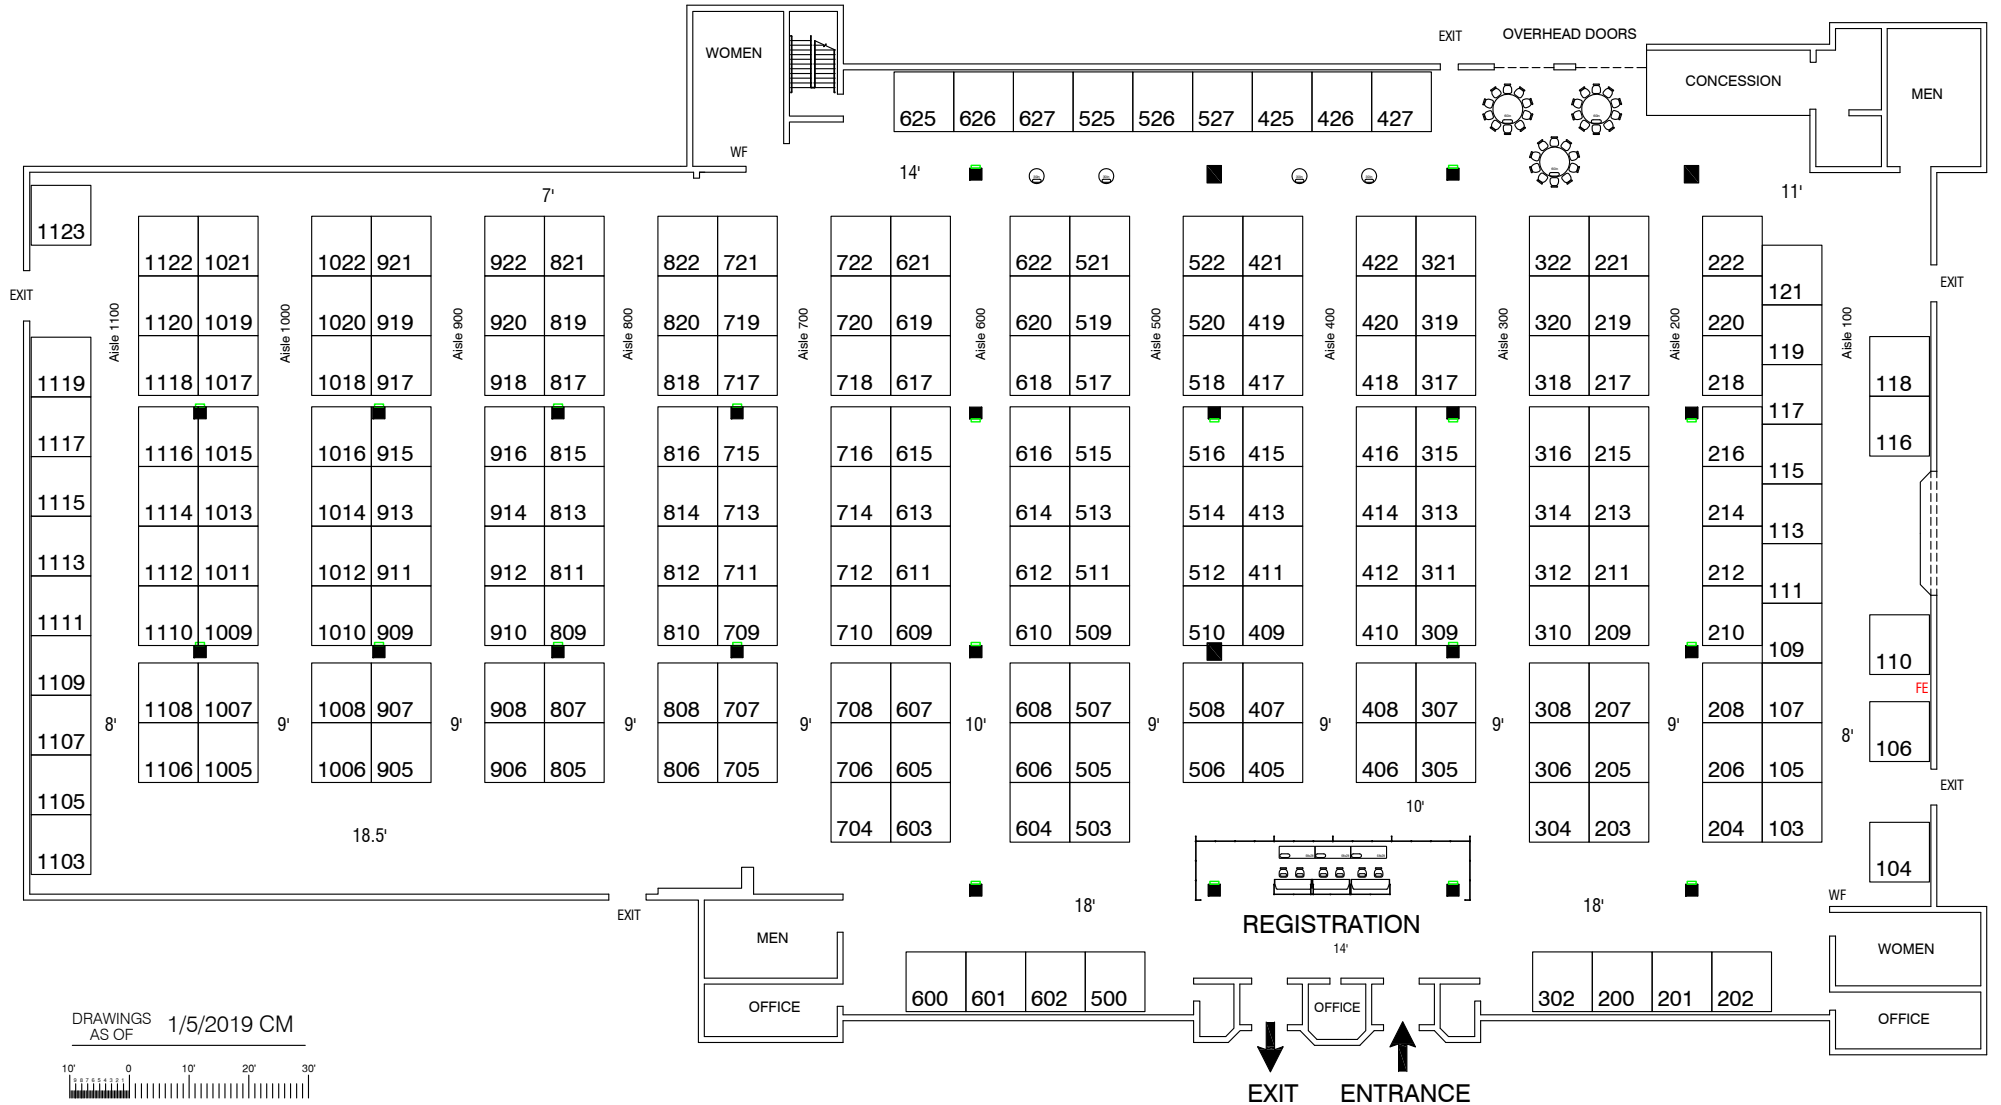 EXIT OVERHEAD DOORS
WOMEN
CONCESSION
MEN
625 626 627 525 526 527 425 426 427
WF
14'
7'
11'
1123
1122 1021 1022 921 922 821 822 721 722 621 622 521 522 421 422 321 322 221 222
EXIT
121
EXIT
Aisle 1100 Aisle 1000 Aisle 900 Aisle 800 Aisle 700 Aisle 600 Aisle 500 Aisle 400 Aisle 300 Aisle 200 Aisle 100
1120 1019 1020 919 920 819 820 719 720 619 620 519 520 419 420 319 320 219 220
119
1119 1118 1017 1018 917 918 817 818 717 718 617 618 517 518 417 418 317 318 217 218 118
117
1117 1116 1015 1016 915 916 815 816 715 716 615 616 515 516 415 416 315 316 215 216 116
115
1115 1114 1013 1014 913 914 813 814 713 714 613 614 513 514 413 414 313 314 213 214
113
1113 1112 1011 1012 911 912 811 812 711 712 611 612 511 512 411 412 311 312 211 212
111
1111 1110 1009 1010 909 910 809 810 709 710 609 610 509 510 409 410 309 310 209 210
109 110
1109
FE
1108 1007 1008 907 908 807 808 707 708 607 608 507 508 407 408 307 308 207 208 107
8' 9' 9' 9' 9' 10' 9' 9' 9' 9' 8'
1107 106
1106 1005 1006 905 906 805 806 705 706 605 606 505 506 405 406 305 306 205 206 105
EXIT
1105 10'
704 603 604 503 304 203 204 103
18.5'
1103 104
WF
EXIT 18' 18'
REGISTRATION
MEN 14' WOMEN
600 601 602 500 302 200 201 202
OFFICE OFFICE OFFICE
DRAWINGS
AS OF
1/5/2019 CM
10' 0 10' 20' 30'
9 8 7 6 5 4 3 2 1
EXIT ENTRANCE